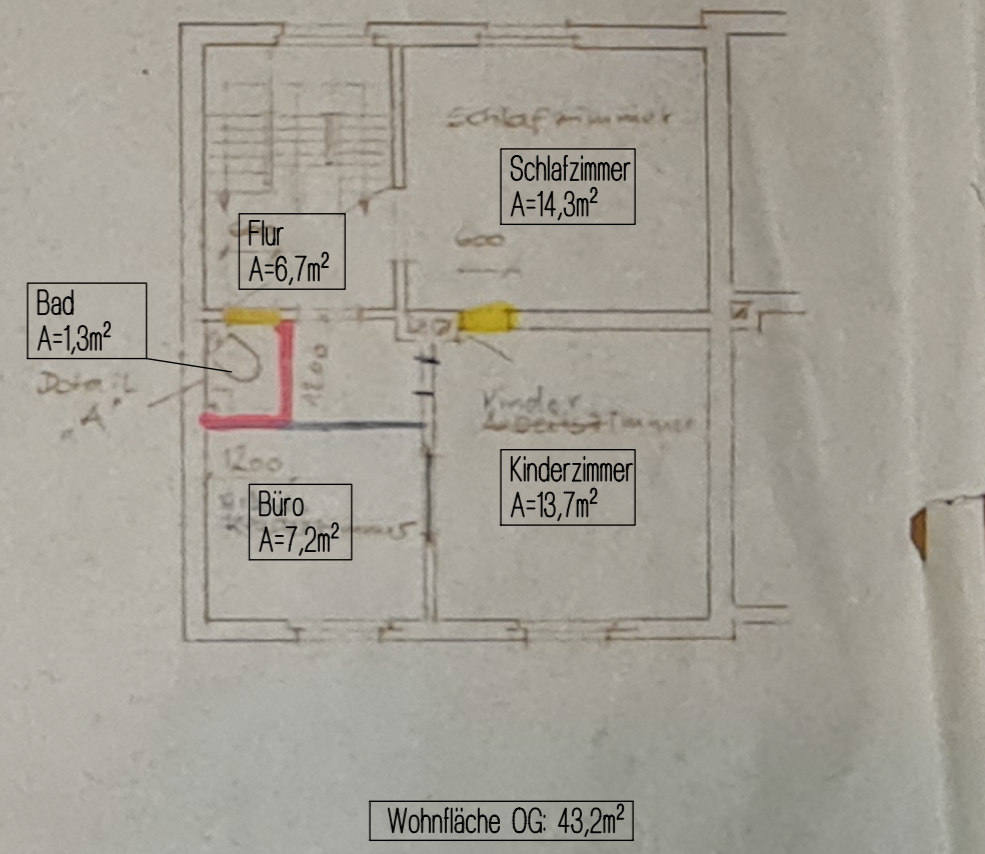 Schlafzimmer
Schlafzimmer
A=14,3m²
Flur
A=6,7m²
600
Bad
A=1,3m²
Detail
"A"
1200
Kinder
Kinderzimmer
A=13,7m²
1200
Büro
A=7,2m²
Wohnfläche OG: 43,2m²